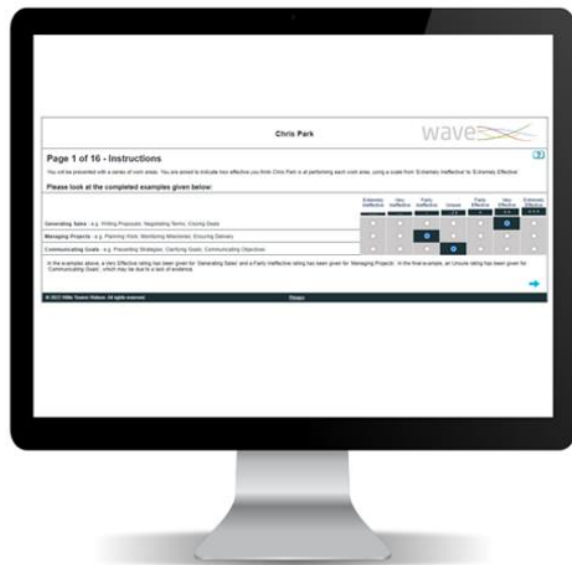 Chris Park
wave
Page 1 of 16 - Instructions
?
You will be presented with a series of work areas. You are asked to indicate how effective you think Chris Park is at performing each work area, using a scale from 'Extremely Ineffective' to 'Extremely Effective'.
Please look at the completed examples given below:
Extremely Ineffective Very Ineffective Fairly Ineffective Unsure Fairly Effective Very Effective Extremely Effective
Generating Sales - e.g. Writing Proposals; Negotiating Terms; Closing Deals
Managing Projects - e.g. Planning Work; Monitoring Milestones; Ensuring Delivery
Communicating Goals - e.g. Presenting Strategies; Clarifying Goals; Communicating Objectives
In the examples above, a Very Effective rating has been given for 'Generating Sales' and a Fairly Ineffective rating has been given for 'Managing Projects'. In the final example, an Unsure rating has been given for
'Communicating Goals', which may be due to a lack of evidence.
© 2022 Willis Towers Watson. All rights reserved. Privacy